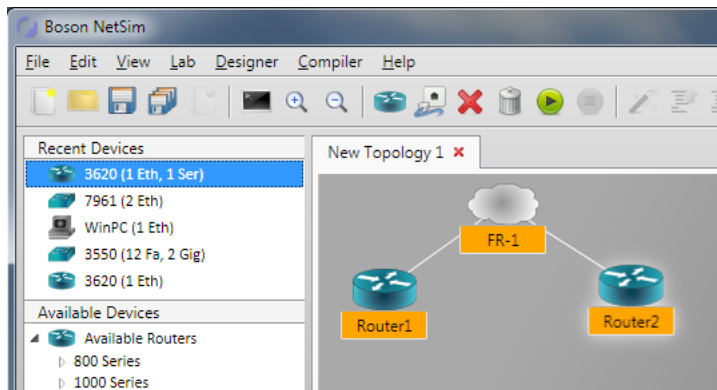 Boson NetSim
File Edit View Lab Designer Compiler Help
Recent Devices
3620 (1 Eth, 1 Ser)
7961 (2 Eth)
WinPC (1 Eth)
3550 (12 Fa, 2 Gig)
3620 (1 Eth)
Available Devices
Available Routers
800 Series
1000 Series
New Topology 1
FR-1
Router1
Router2